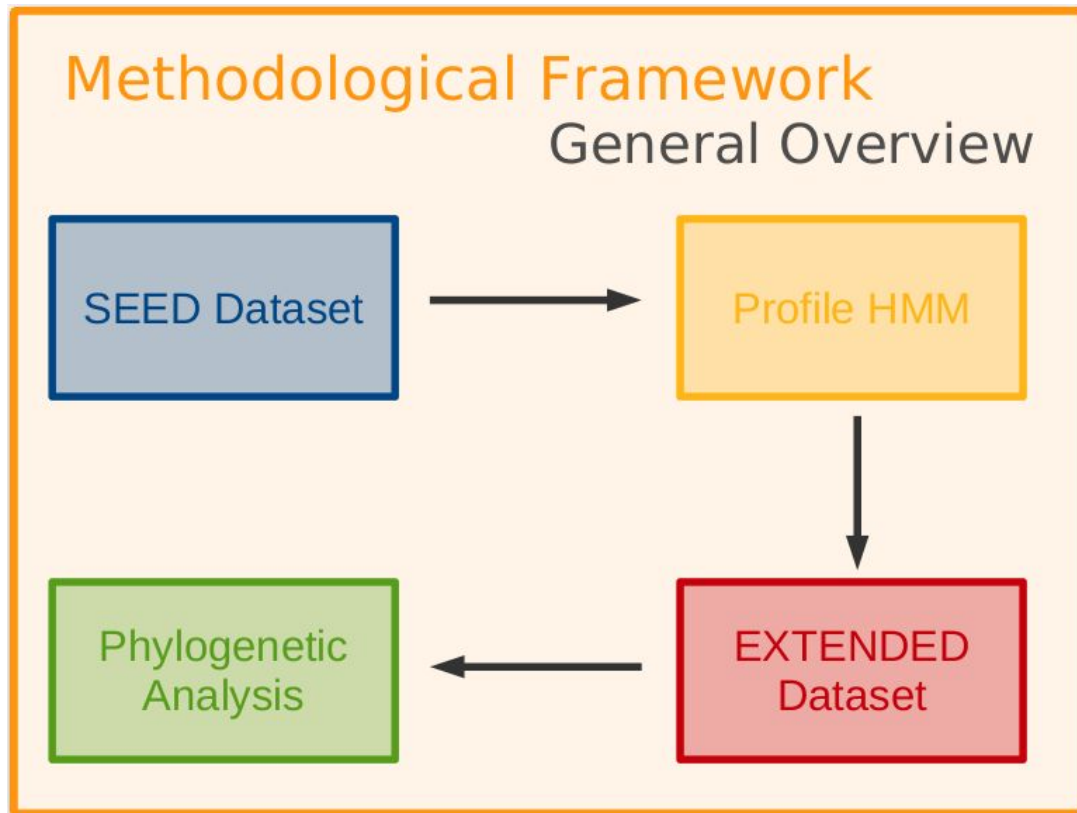 Methodological Framework
General Overview
SEED Dataset
Profile HMM
Phylogenetic
Analysis
EXTENDED
Dataset